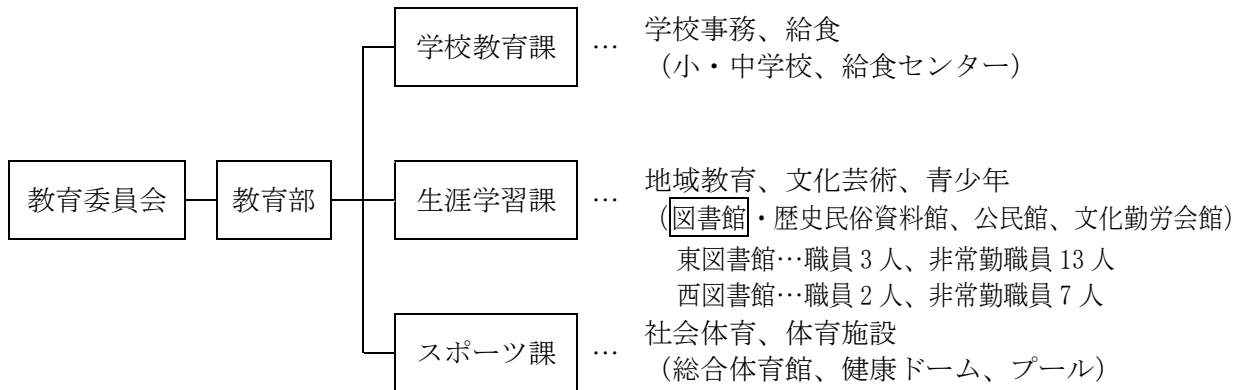 学校教育課 … 学校事務、給食
（小・中学校、給食センター）
教育委員会 教育部 生涯学習課 … 地域教育、文化芸術、青少年
（図書館・歴史民俗資料館、公民館、文化勤労会館）
東図書館…職員 3 人、非常勤職員 13 人
西図書館…職員 2 人、非常勤職員 7 人
スポーツ課 … 社会体育、体育施設
（総合体育館、健康ドーム、プール）